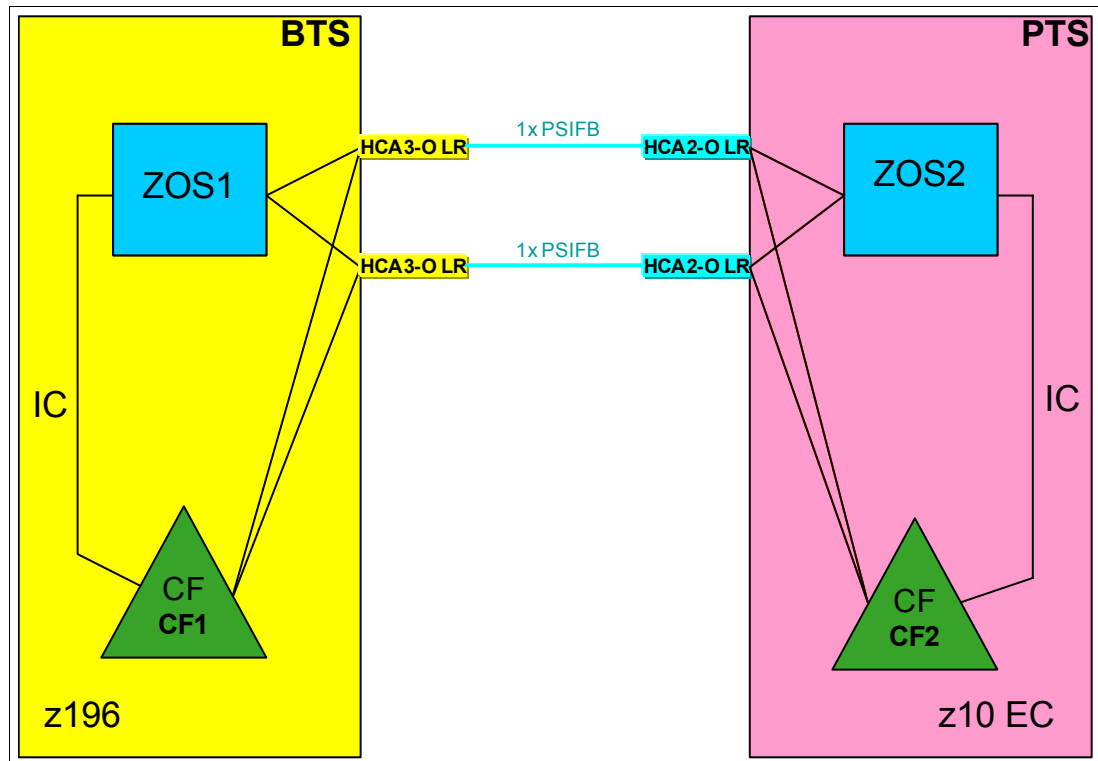 BTS
PTS
ZOS1
HCA3-O LR
1x PSIFB
HCA2-O LR
ZOS2
HCA3-O LR
1x PSIFB
HCA2-O LR
IC
IC
CF
CF1
CF
CF2
z196
z10 EC